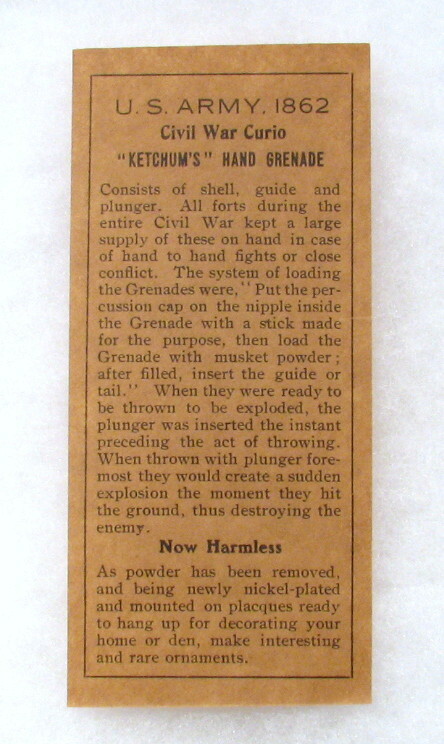 U. S. ARMY, 1862
Civil War Curio
"KETCHUM'S" HAND GRENADE
Consists of shell, guide and
plunger. All forts during the
entire Civil War kept a large
supply of these on hand in case
of hand to hand fights or close
conflict. The system of loading
the Grenades were, " Put the per-
cussion cap on the nipple inside
the Grenade with a stick made
for the purpose, then load the
Grenade with musket powder ;
after filled, insert the guide or
tail." When they were ready to
be thrown to be exploded, the
plunger was inserted the instant
preceding the act of throwing.
When thrown with plunger fore-
most they would create a sudden
explosion the moment they hit
the ground, thus destroying the
enemy.
Now Harmless
As powder has been removed,
and being newly nickel-plated
and mounted on placques ready
to hang up for decorating your
home or den, make interesting
and rare ornaments.